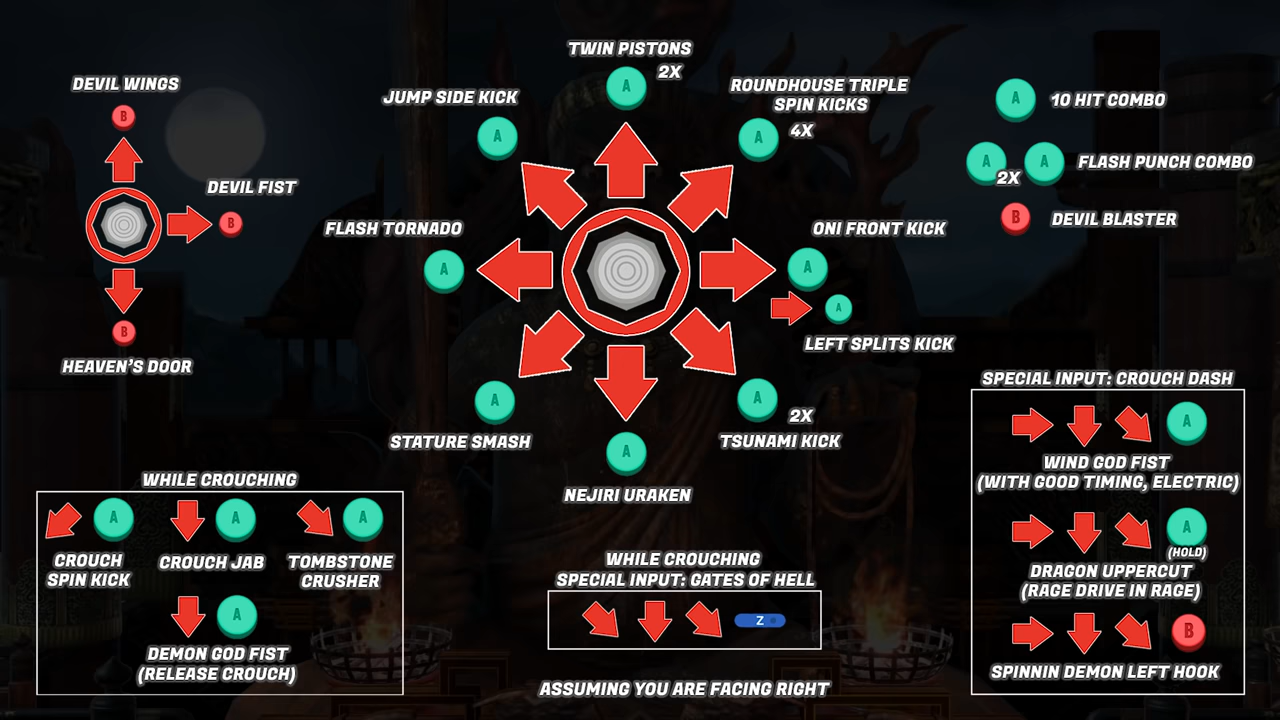 DEVIL WINGS
B
DEVIL FIST
B
B
HEAVEN'S DOOR
TWIN PISTONS
A 2X
JUMP SIDE KICK
A
ROUNDHOUSE TRIPLE
SPIN KICKS
A 4X
FLASH TORNADO
A
ONI FRONT KICK
A
A
LEFT SPLITS KICK
STATURE SMASH
A
A 2X
TSUNAMI KICK
A
NEJIRI URAKEN
A 10 HIT COMBO
A A FLASH PUNCH COMBO
2X
B DEVIL BLASTER
WHILE CROUCHING
A A A
CROUCH
SPIN KICK
CROUCH JAB
TOMBSTONE
CRUSHER
A
DEMON GOD FIST
(RELEASE CROUCH)
WHILE CROUCHING
SPECIAL INPUT: GATES OF HELL
Z
ASSUMING YOU ARE FACING RIGHT
SPECIAL INPUT: CROUCH DASH
A
WIND GOD FIST
(WITH GOOD TIMING, ELECTRIC)
A
(HOLD)
DRAGON UPPERCUT
(RAGE DRIVE IN RAGE)
B
SPINNIN DEMON LEFT HOOK